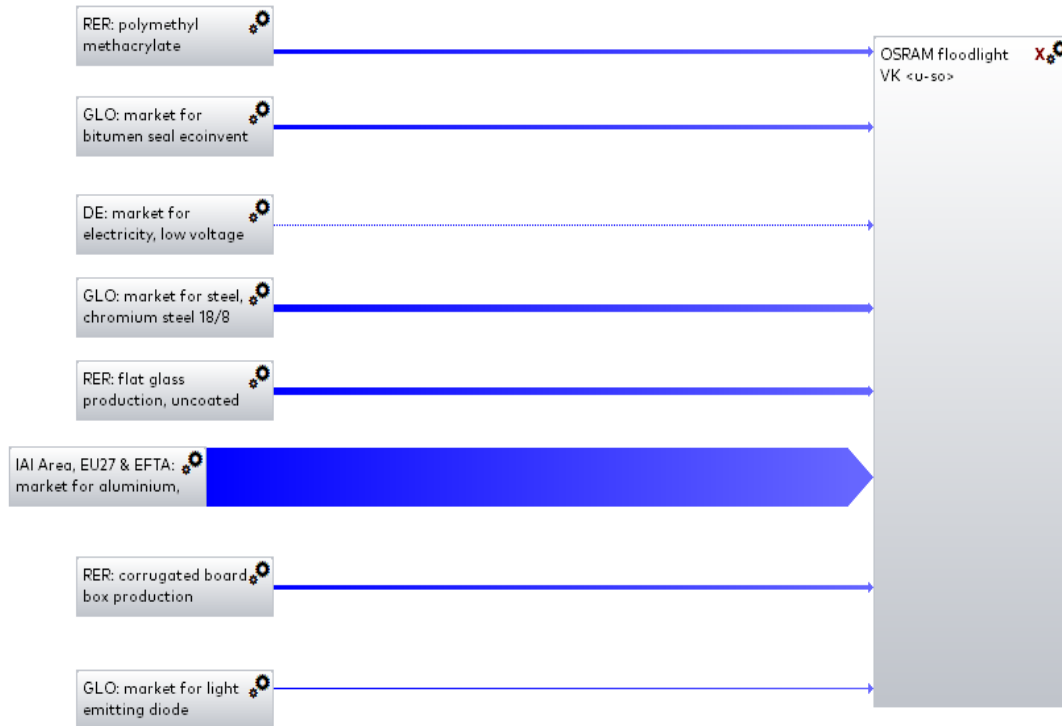 RER: polymethyl
methacrylate
OSRAM floodlight X
VK <u-so>
GLO: market for
bitumen seal ecoinvent
DE: market for
electricity, low voltage
GLO: market for steel,
chromium steel 18/8
RER: flat glass
production, uncoated
IAI Area, EU27 & EFTA:
market for aluminium,
RER: corrugated board
box production
GLO: market for light
emitting diode